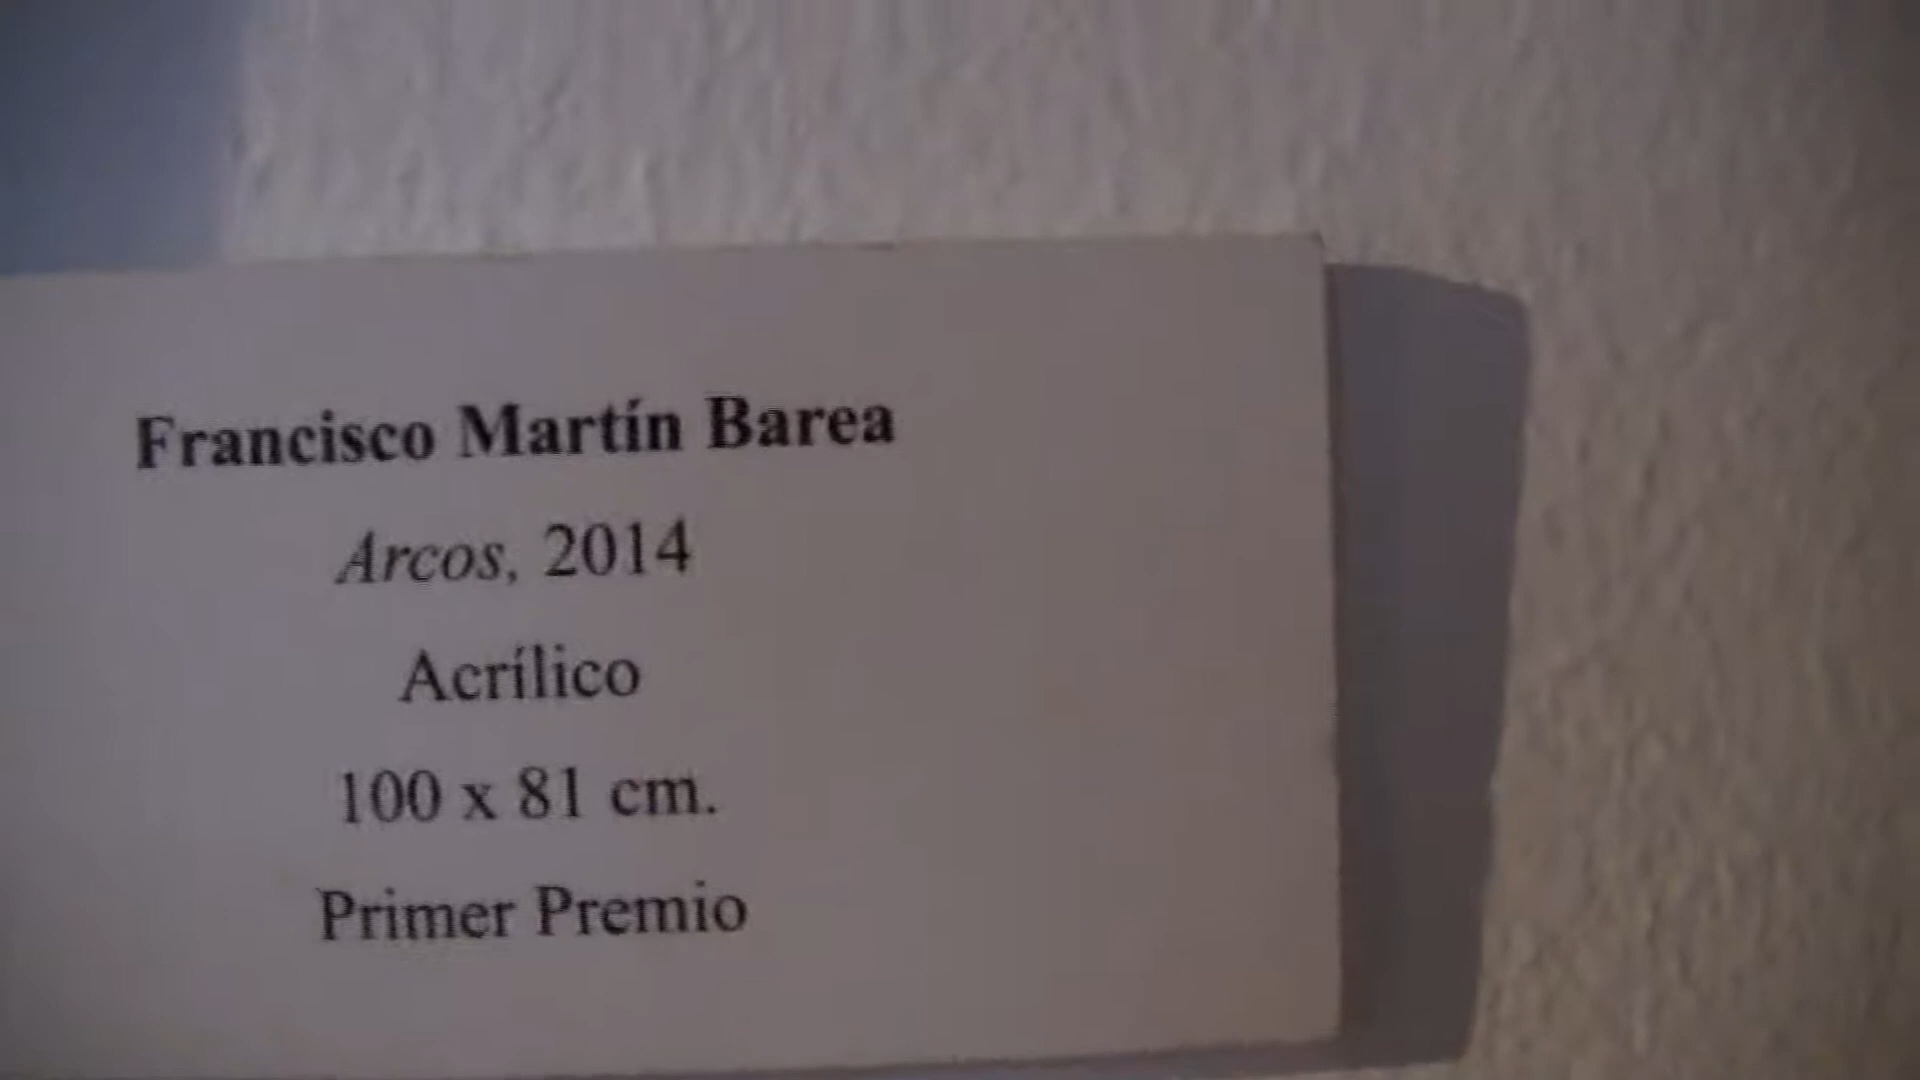 Francisco Martín Barea
Arcos, 2014
Acrílico
100 x 81 cm.
Primer Premio